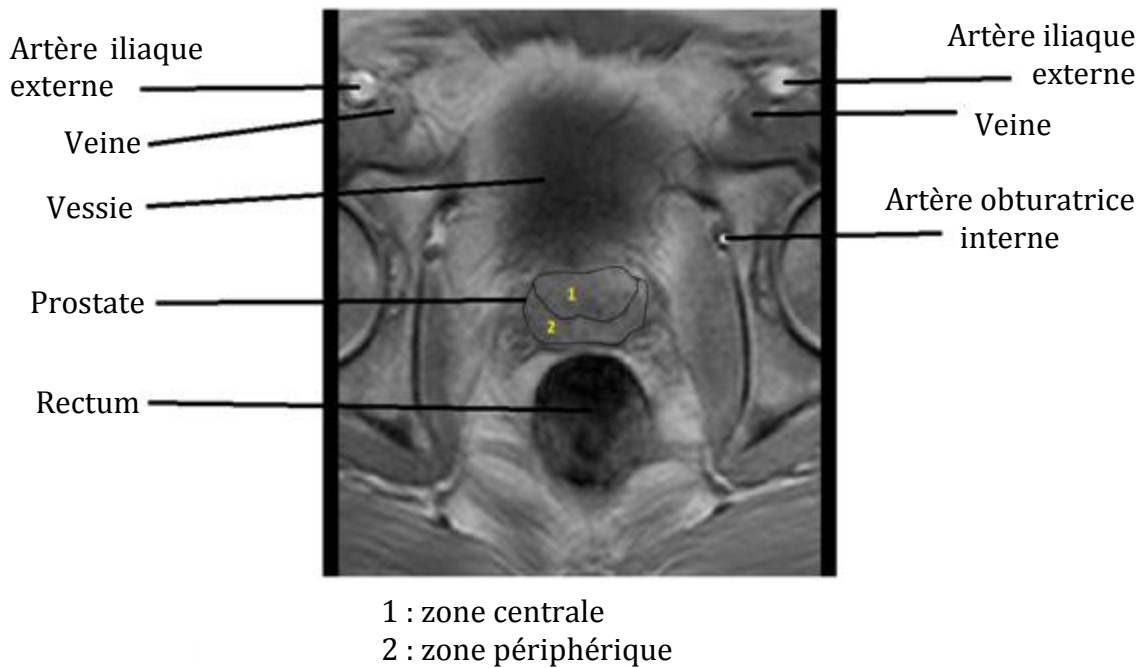 Artère iliaque
externe
Veine
Vessie
Prostate
Rectum
Artère iliaque
externe
Veine
Artère obturatrice
interne
1
2
1 : zone centrale
2 : zone périphérique